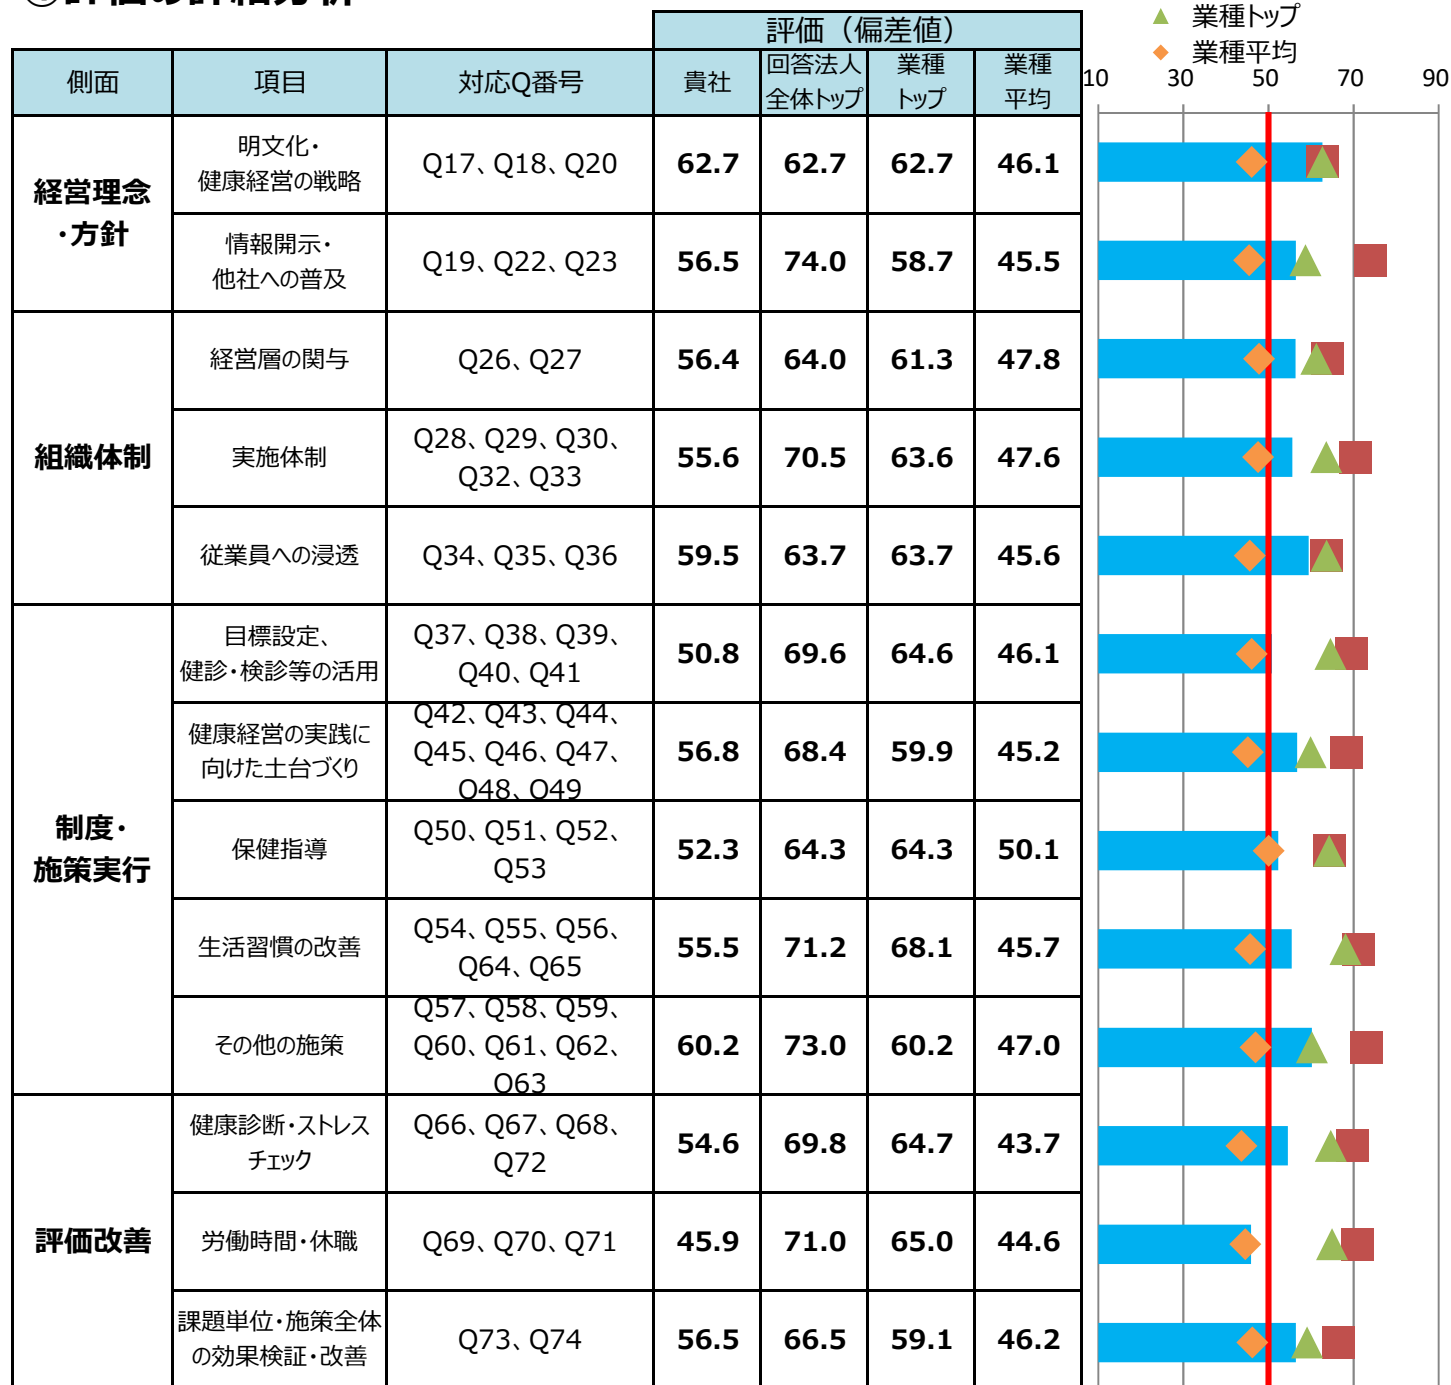 ①評価の詳細分析
業種トップ
業種平均
評価（偏差値）
側面 項目 対応Q番号 貴社 回答法人全体トップ 業種トップ 業種平均
10 30 50 70 90
経営理念・方針
明文化・健康経営の戦略 Q17、Q18、Q20 62.7 62.7 62.7 46.1
情報開示・他社への普及 Q19、Q22、Q23 56.5 74.0 58.7 45.5
組織体制
経営層の関与 Q26、Q27 56.4 64.0 61.3 47.8
実施体制 Q28、Q29、Q30、Q32、Q33 55.6 70.5 63.6 47.6
従業員への浸透 Q34、Q35、Q36 59.5 63.7 63.7 45.6
制度・施策実行
目標設定、健診・検診等の活用 Q37、Q38、Q39、Q40、Q41 50.8 69.6 64.6 46.1
健康経営の実践に向けた土台づくり Q42、Q43、Q44、Q45、Q46、Q47、Q48、Q49 56.8 68.4 59.9 45.2
保健指導 Q50、Q51、Q52、Q53 52.3 64.3 64.3 50.1
生活習慣の改善 Q54、Q55、Q56、Q64、Q65 55.5 71.2 68.1 45.7
その他の施策 Q57、Q58、Q59、Q60、Q61、Q62、Q63 60.2 73.0 60.2 47.0
評価改善
健康診断・ストレスチェック Q66、Q67、Q68、Q72 54.6 69.8 64.7 43.7
労働時間・休職 Q69、Q70、Q71 45.9 71.0 65.0 44.6
課題単位・施策全体の効果検証・改善 Q73、Q74 56.5 66.5 59.1 46.2